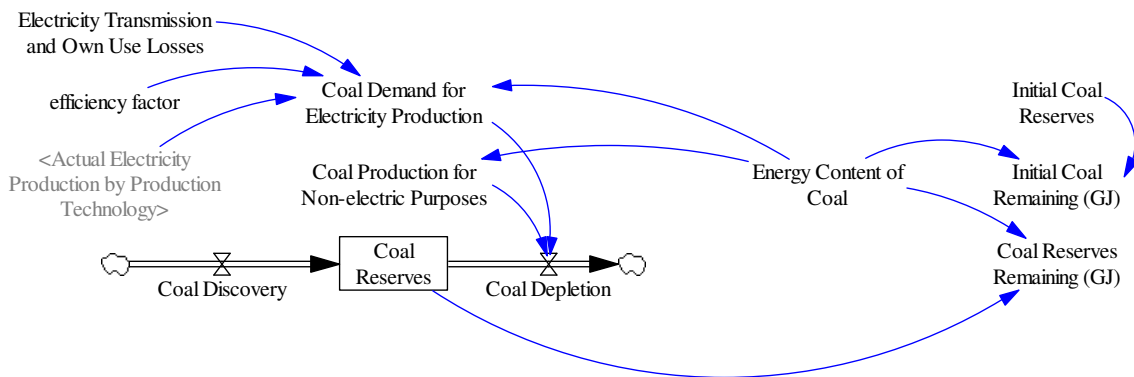 Electricity Transmission
and Own Use Losses
efficiency factor
<Actual Electricity
Production by Production
Technology>
Coal Demand for
Electricity Production
Coal Production for
Non-electric Purposes
Energy Content of
Coal
Initial Coal
Reserves
Initial Coal
Remaining (GJ)
Coal Reserves
Remaining (GJ)
Coal
Reserves
Coal Discovery
Coal Depletion